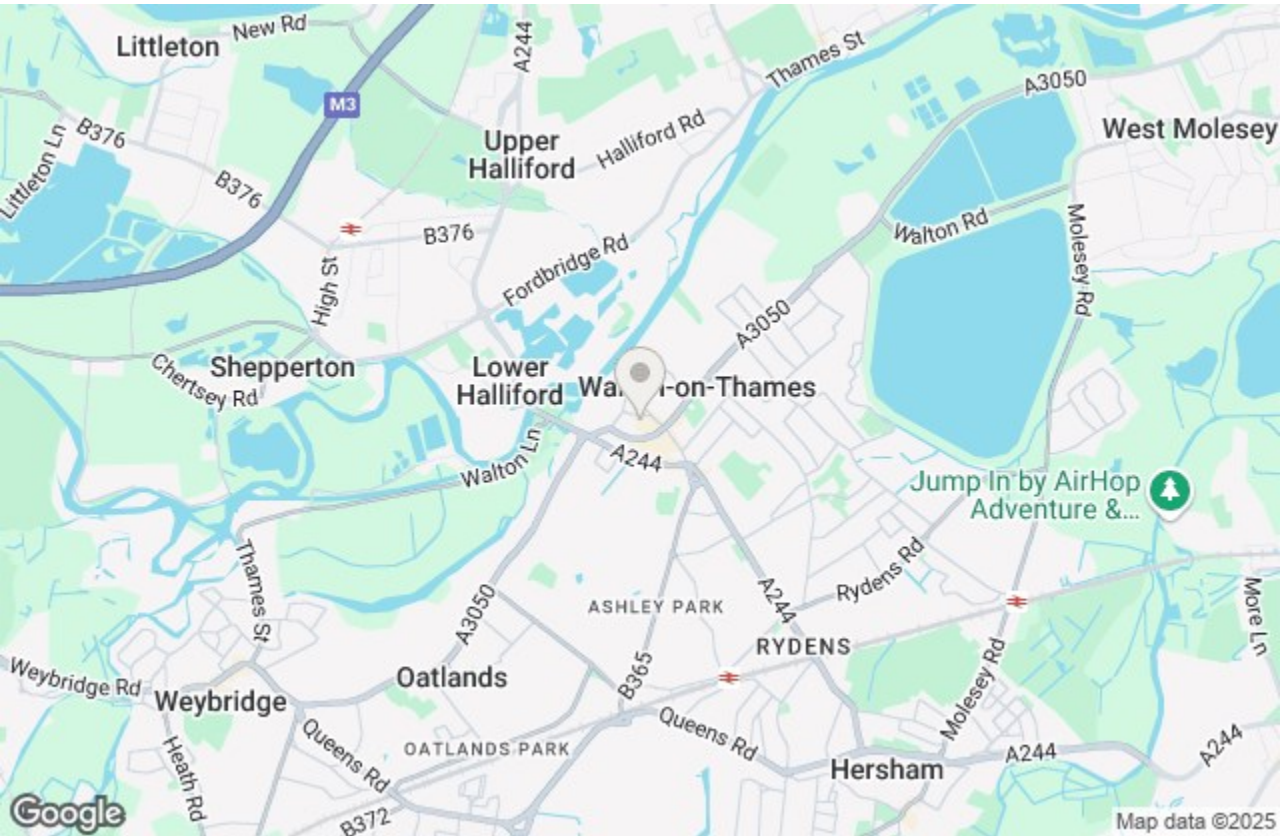 Littleton
New Rd
A244
Thames St
M3
A3050
B376
Upper
Halliford
Halliford Rd
West Molesey
Littleton Ln
B376
B376
Walton Rd
Molesey Rd
High St
Fordbridge Rd
A3050
Shepperton
Chertsey Rd
Lower
Halliford
Wa n-on-Thames
A244
Walton Ln
Jump In by AirHop
Adventure &...
Thames St
Rydens Rd
A244
A3050
ASHLEY PARK
RYDENS
More Ln
Weybridge Rd
Weybridge
Oatlands
B365
Molesey Rd
Queens Rd
Queens Rd
OATLANDS PARK
Heath Rd
Hersham
A244
A244
B372
Google
Map data ©2025